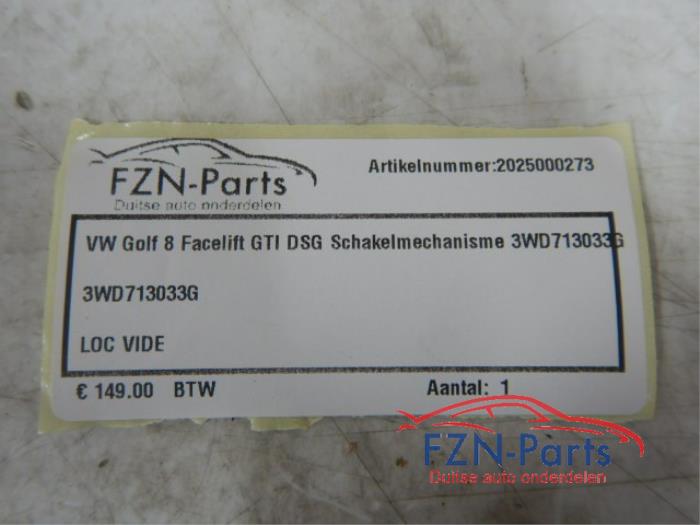 Artikelnummer:2025000273
FZN-Parts
Duitse auto onderdelen
VW Golf 8 Facelift GTI DSG Schakelmechanisme 3WD713033G
3WD713033G
LOC VIDE
€ 149.00 BTW Aantal: 1
FZN-Parts
Duitse auto onderdelen